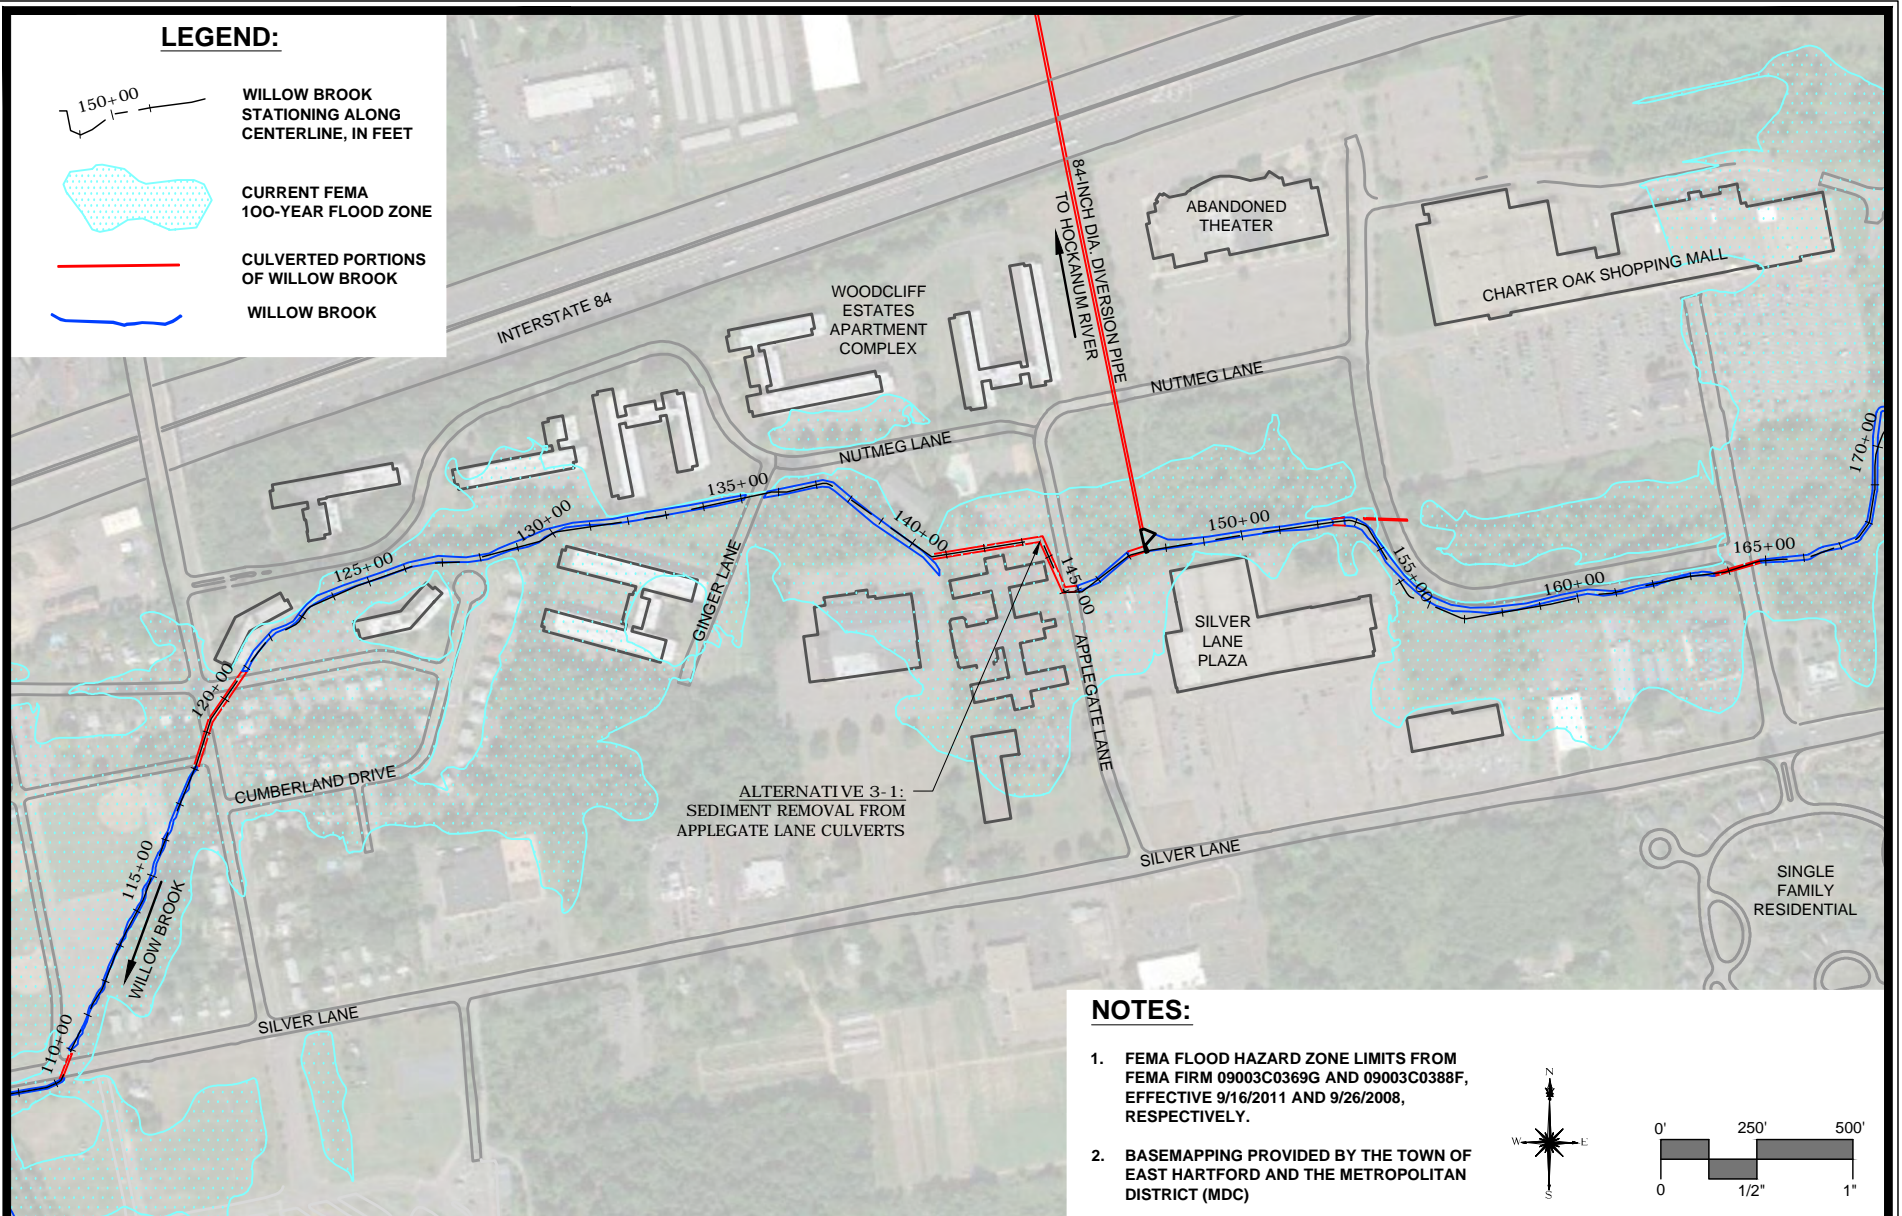 LEGEND:
150+00
WILLOW BROOK
STATIONING ALONG
CENTERLINE, IN FEET
CURRENT FEMA
1OO-YEAR FLOOD ZONE
CULVERTED PORTIONS
OF WILLOW BROOK
WILLOW BROOK
INTERSTATE 84
84-INCH DIA. DIVERSION PIPE
TO HOCKANUM RIVER
ABANDONED
THEATER
CHARTER OAK SHOPPING MALL
WOODCLIFF
ESTATES
APARTMENT
COMPLEX
NUTMEG LANE
NUTMEG LANE
170+00
165+00
160+00
155+00
150+00
145+00
140+00
135+00
130+00
125+00
120+00
115+00
110+00
GINGER LANE
APPLEGATE LANE
SILVER
LANE
PLAZA
CUMBERLAND DRIVE
ALTERNATIVE 3-1:
SEDIMENT REMOVAL FROM
APPLEGATE LANE CULVERTS
SILVER LANE
SINGLE
FAMILY
RESIDENTIAL
WILLOW BROOK
SILVER LANE
NOTES:
1. FEMA FLOOD HAZARD ZONE LIMITS FROM
FEMA FIRM 09003C0369G AND 09003C0388F,
EFFECTIVE 9/16/2011 AND 9/26/2008,
RESPECTIVELY.
2. BASEMAPPING PROVIDED BY THE TOWN OF
EAST HARTFORD AND THE METROPOLITAN
DISTRICT (MDC)
N
W E
S
0' 250' 500'
0 1/2" 1"